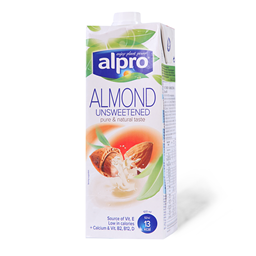 enjoy plant power
alpro
ALMOND
UNSWEETENED
pure & natural taste
Source of Vit. E
Low in calories
+ Calcium & Vit. B2, B12, D
13